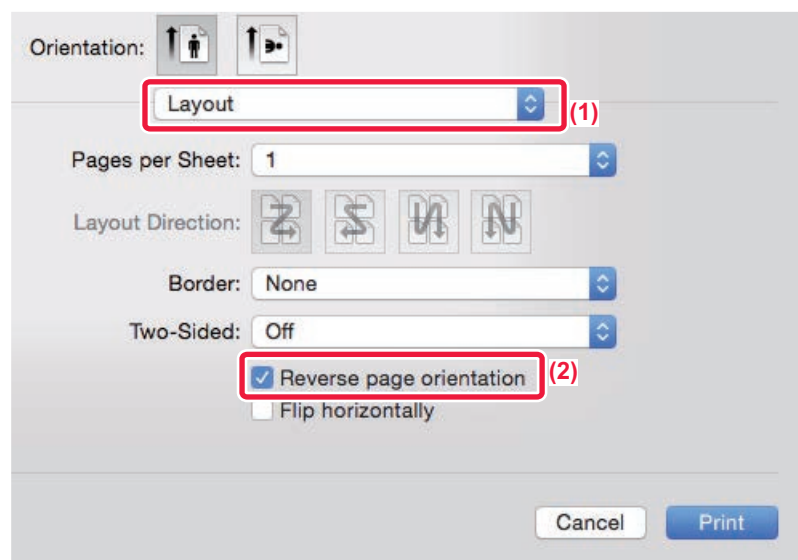 Orientation:
Layout
(1)
Pages per Sheet: 1
Layout Direction:
Border: None
Two-Sided: Off
Reverse page orientation
(2)
Flip horizontally
Cancel Print